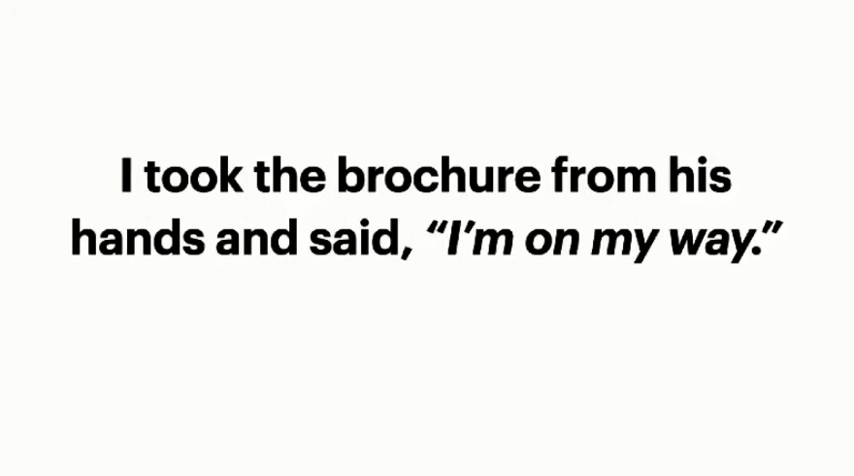 I took the brochure from his
hands and said, “I’m on my way.”